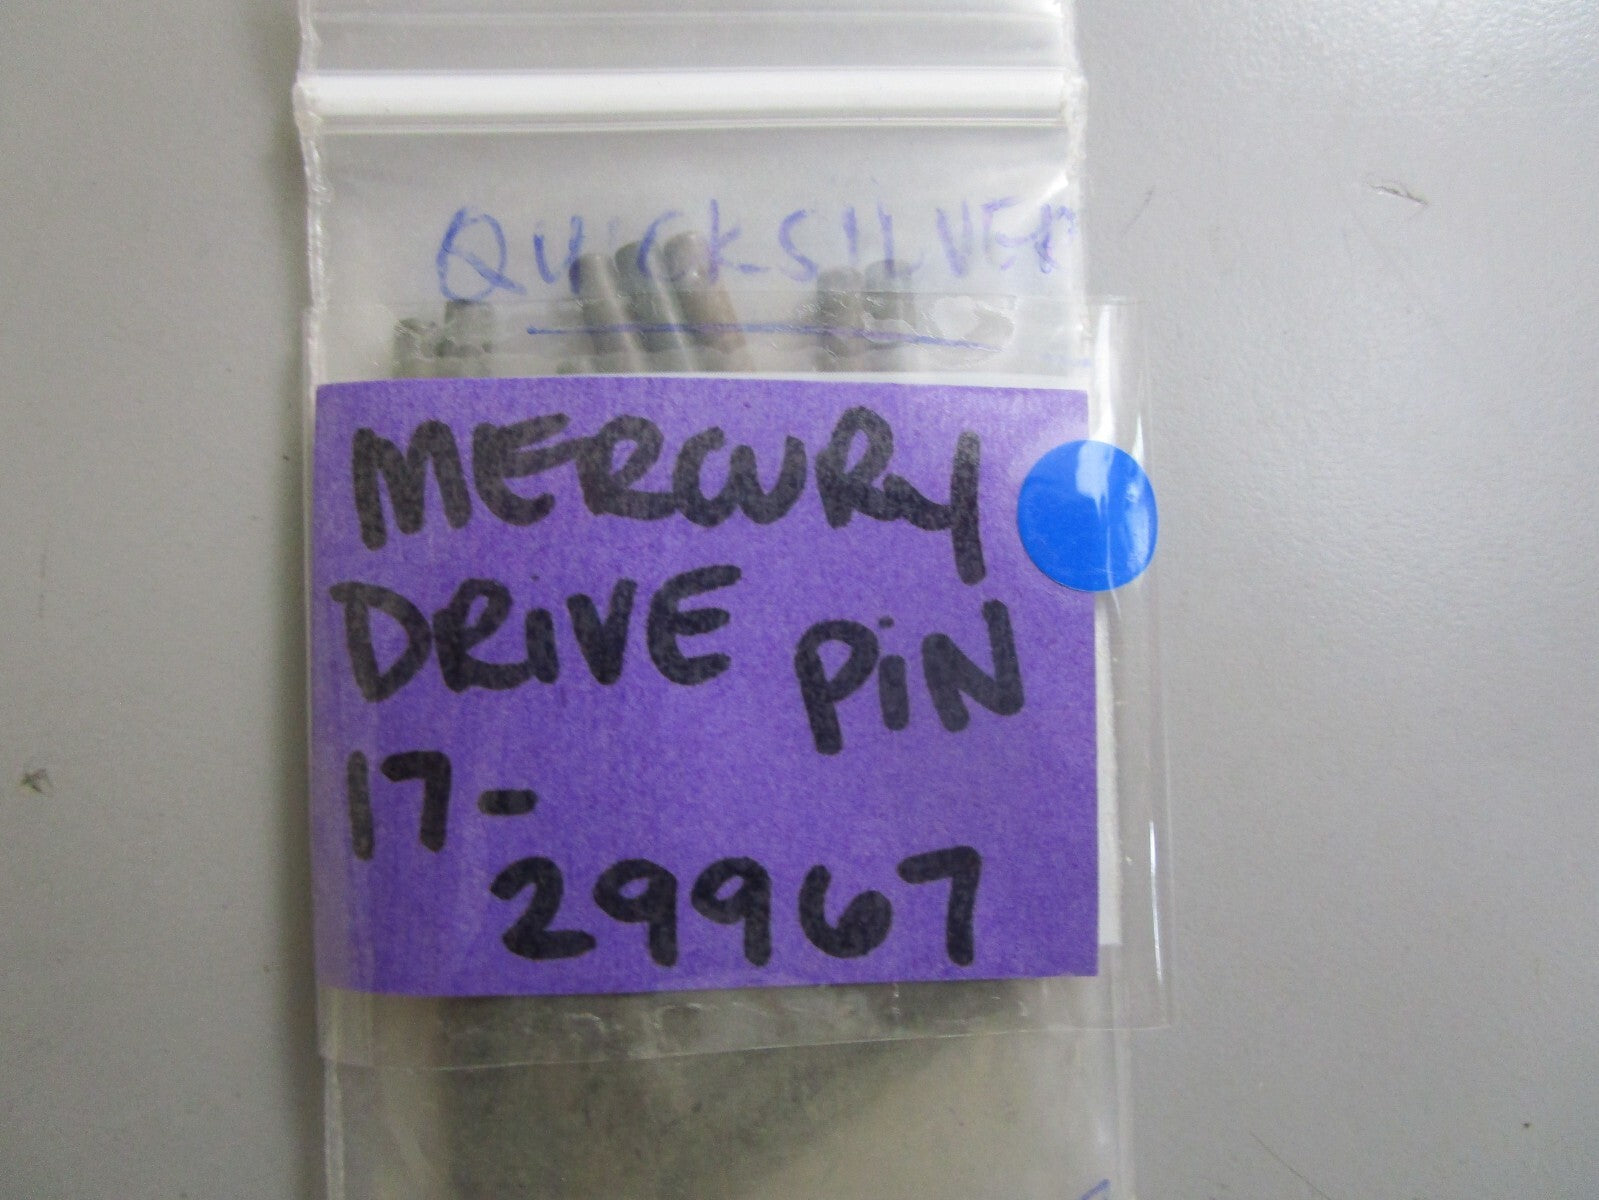 QUICKSILVER
MERCURY
DRiVE PiN
17-
29967